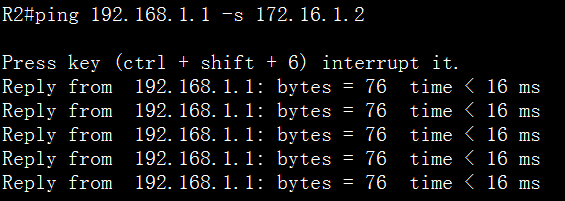 R2#ping 192.168.1.1 -s 172.16.1.2
Press key (ctrl + shift + 6) interrupt it.
Reply from  192.168.1.1: bytes = 76  time < 16 ms
Reply from  192.168.1.1: bytes = 76  time < 16 ms
Reply from  192.168.1.1: bytes = 76  time < 16 ms
Reply from  192.168.1.1: bytes = 76  time < 16 ms
Reply from  192.168.1.1: bytes = 76  time < 16 ms